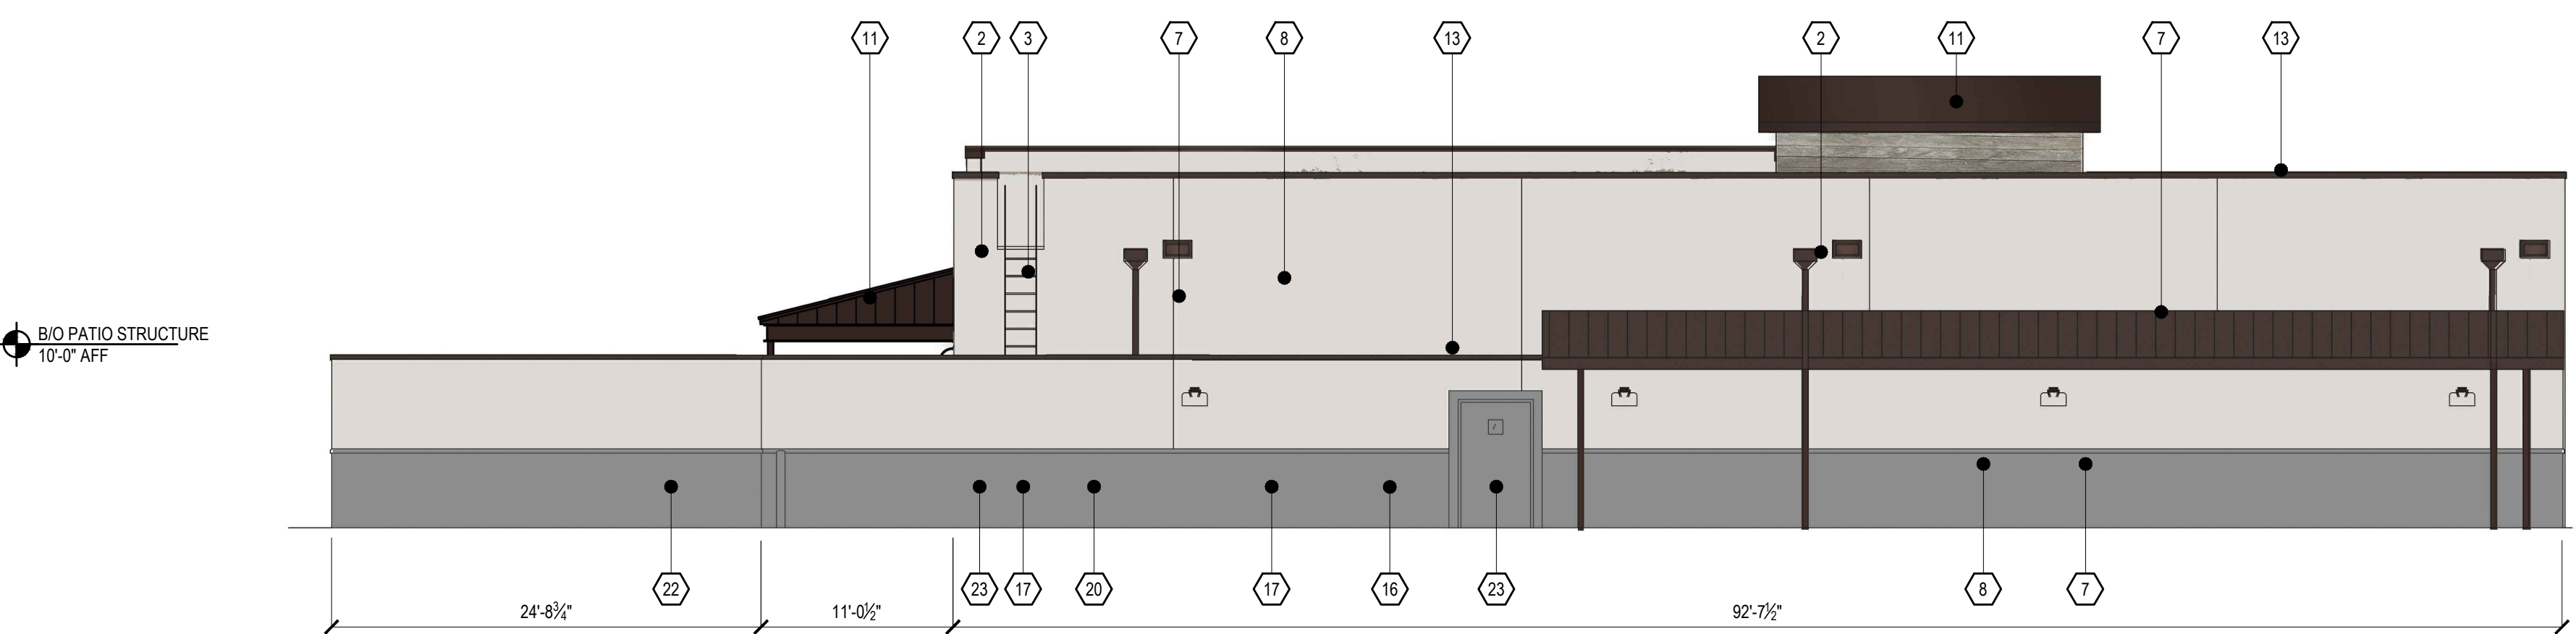 11 2 3 7 8 13 2 11 7 13
B/O PATIO STRUCTURE
10'-0" AFF
22 23 17 20 17 16 23 8 7
24'-8¾" 11'-0½" 92'-7½"